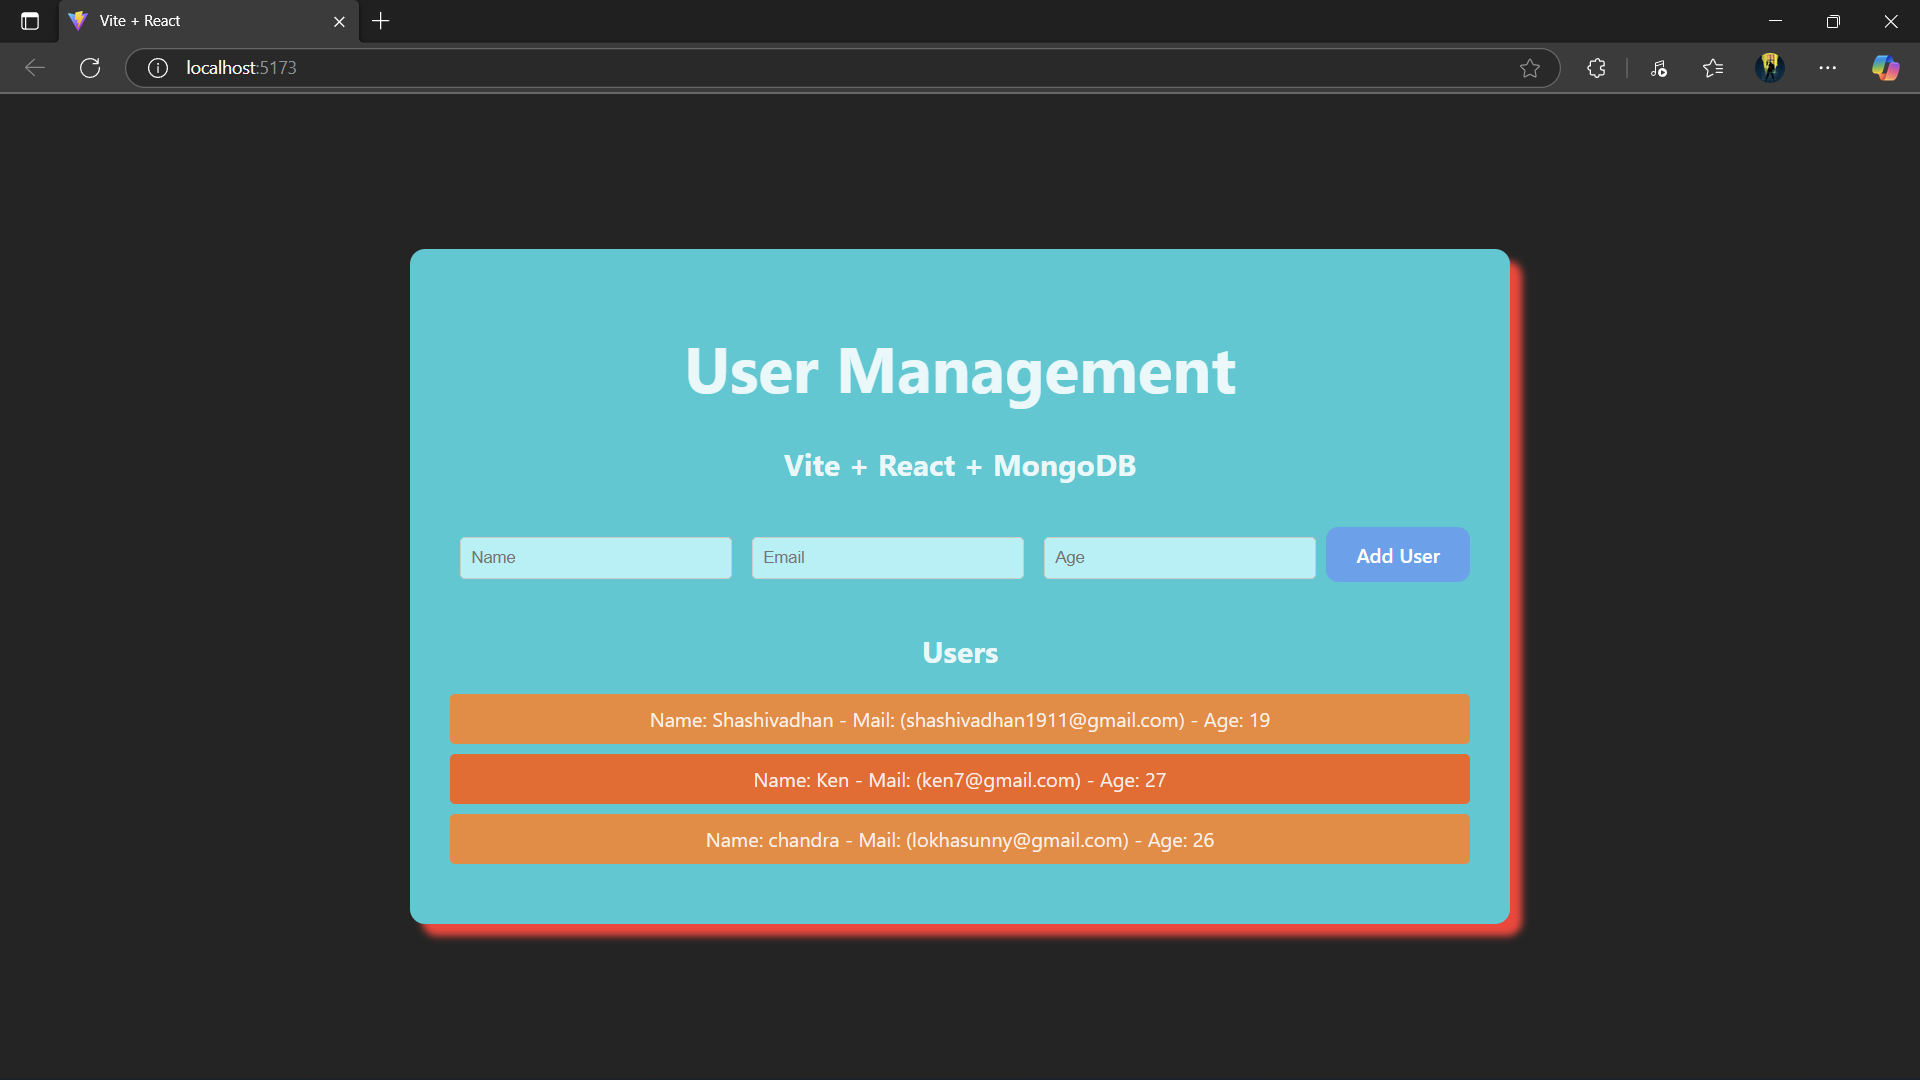 Vite + React
localhost:5173
User Management
Vite + React + MongoDB
Name Email Age Add User
Users
Name: Shashivadhan - Mail: (shashivadhan1911@gmail.com) - Age: 19
Name: Ken - Mail: (ken7@gmail.com) - Age: 27
Name: chandra - Mail: (lokhasunny@gmail.com) - Age: 26